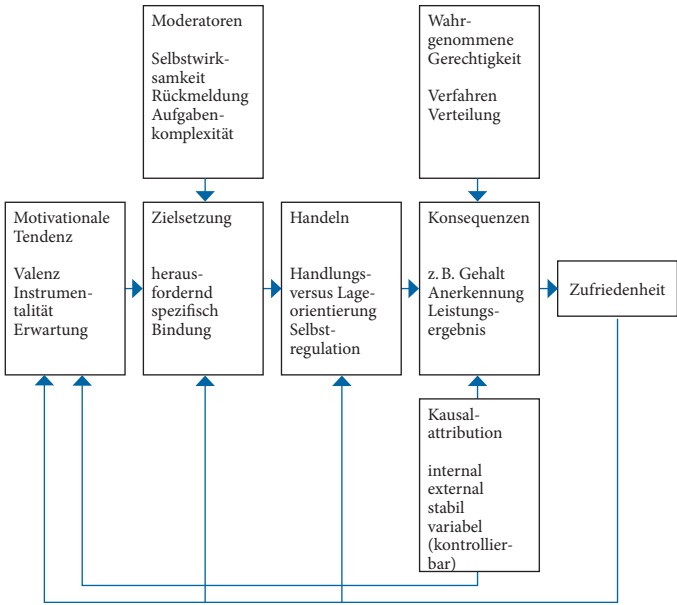 Moderatoren
Selbstwirk-
samkeit
Rückmeldung
Aufgaben-
komplexität
Wahr-
genommene
Gerechtigkeit
Verfahren
Verteilung
Motivationale
Tendenz
Valenz
Instrumen-
talität
Erwartung
Zielsetzung
heraus-
fordernd
spezifisch
Bindung
Handeln
Handlungs-
versus Lage-
orientierung
Selbst-
regulation
Konsequenzen
z. B. Gehalt
Anerkennung
Leistungs-
ergebnis
Zufriedenheit
Kausal-
attribution
internal
external
stabil
variabel
(kontrollier-
bar)